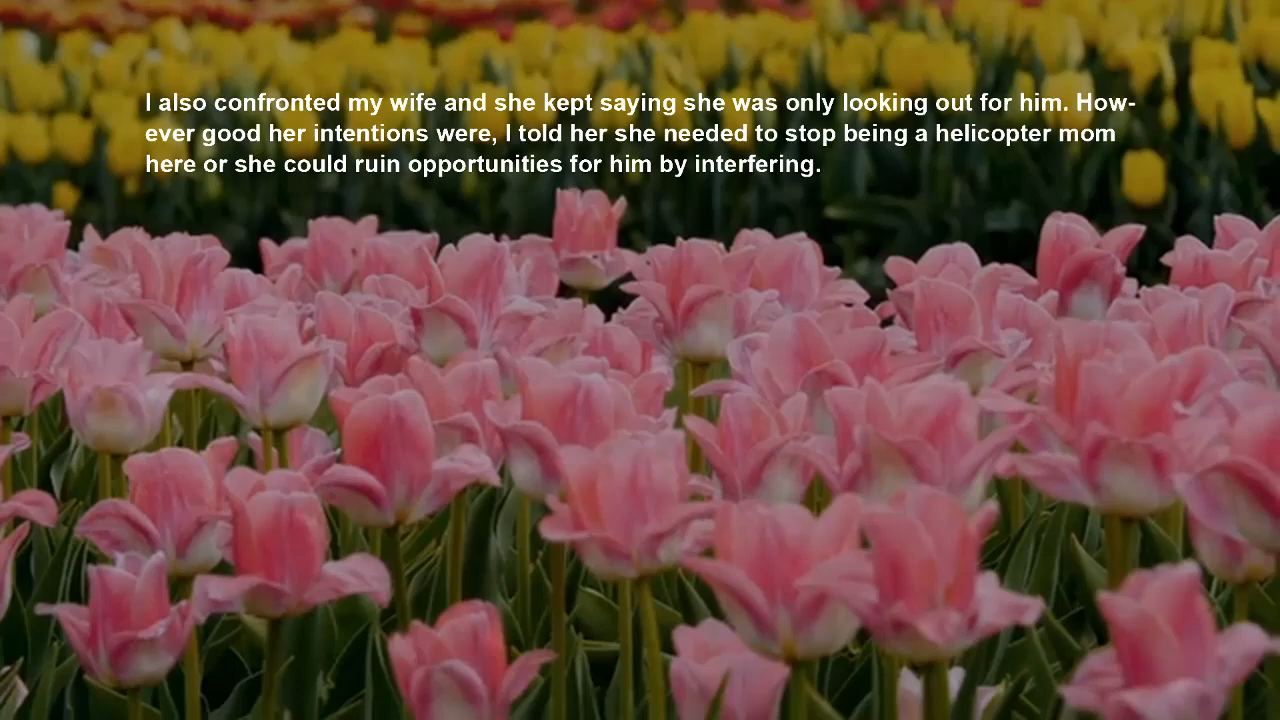 I also confronted my wife and she kept saying she was only looking out for him. How-
ever good her intentions were, I told her she needed to stop being a helicopter mom
here or she could ruin opportunities for him by interfering.